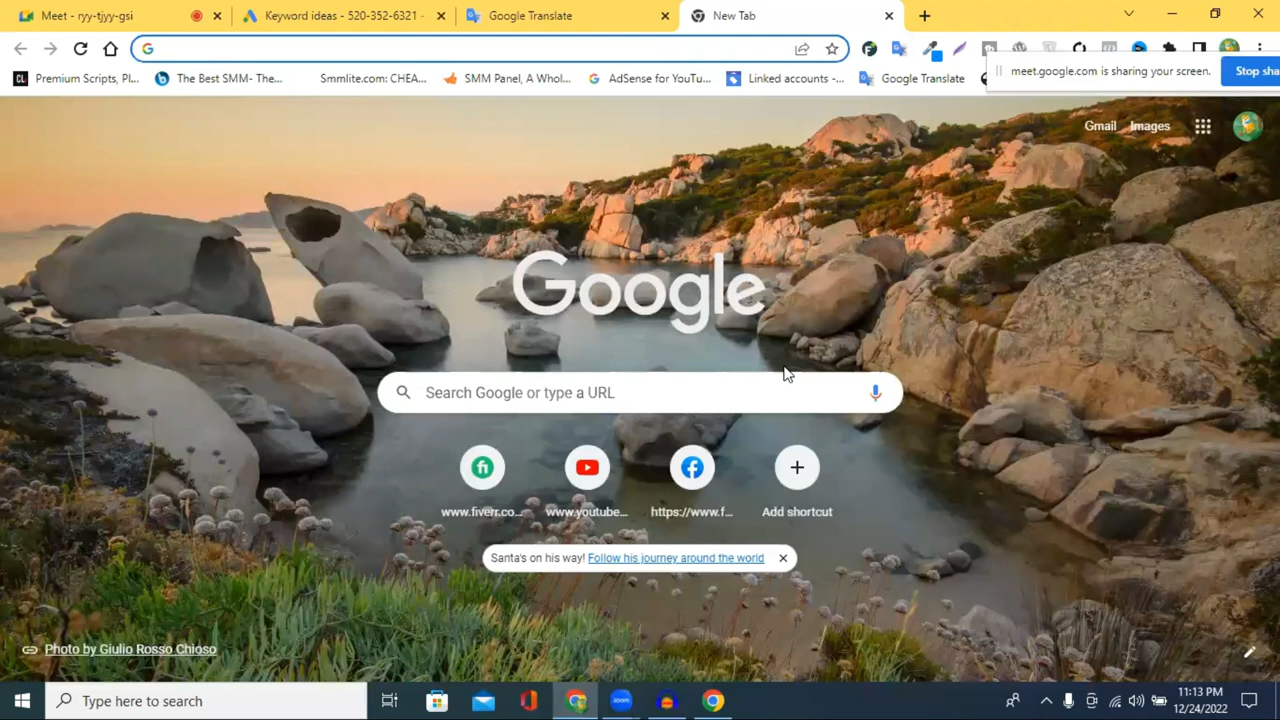 Meet - ryy-tjyy-gsi
Keyword ideas - 520-352-6321 -
Google Translate
New Tab
Premium Scripts, Pl...
The Best SMM- The...
Smmlite.com: CHEA...
SMM Panel, A Whol...
AdSense for YouTu...
Linked accounts -...
Google Translate
meet.google.com is sharing your screen.
Stop sha
Gmail
Images
Google
Search Google or type a URL
www.fiverr.co...
www.youtube...
https://www.f...
Add shortcut
Santa's on his way! Follow his journey around the world
Photo by Giulio Rosso Chioso
Type here to search
zoom
11:13 PM
12/24/2022